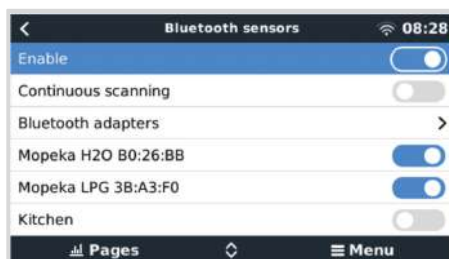 Bluetooth sensors 08:28
Enable
Continuous scanning
Bluetooth adapters
Mopeka H2O B0:26:BB
Mopeka LPG 3B:A3:F0
Kitchen
Pages Menu